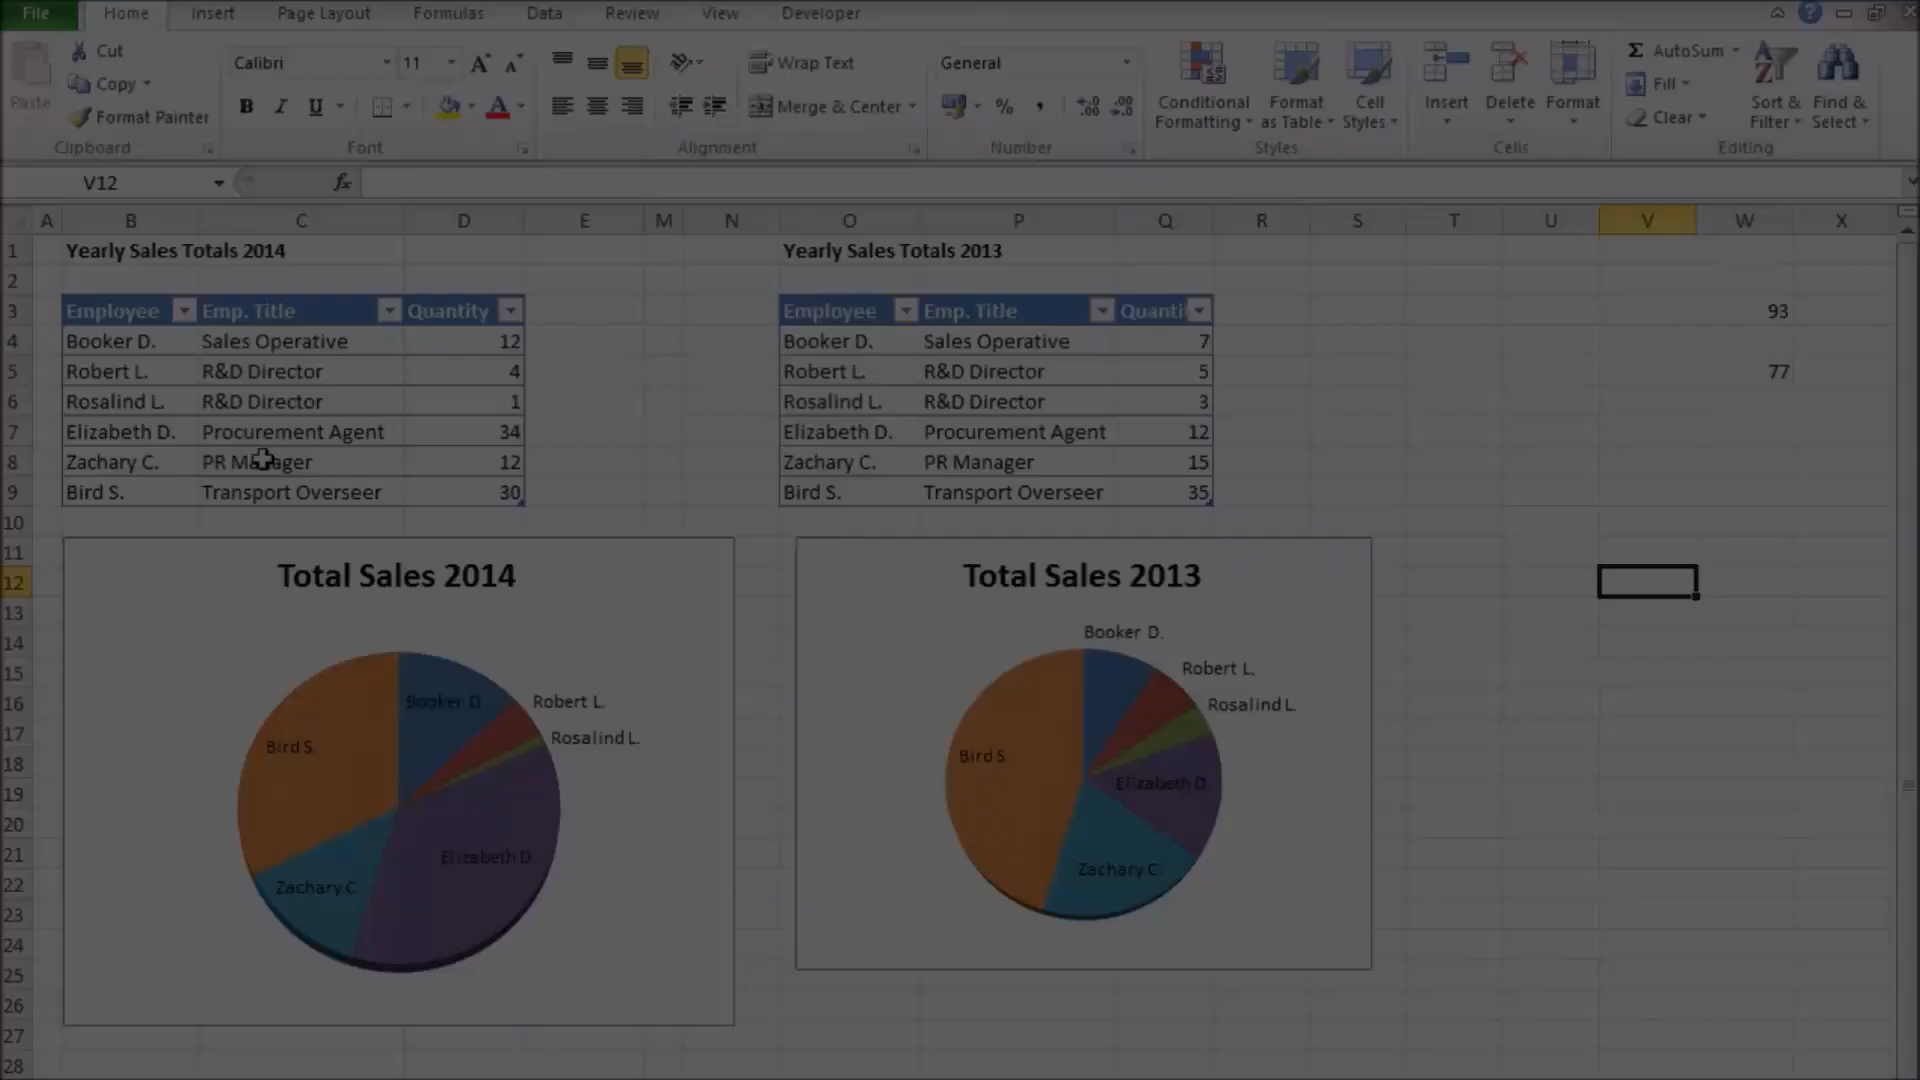 File Home Insert Page Layout Formulas Data Review View Developer
Cut
Copy
Paste
Format Painter
Clipboard
Calibri 11
B I U
Font
Wrap Text
Merge & Center
Alignment
General
%
Number
Conditional Formatting
Format as Table
Cell Styles
Styles
Insert Delete Format
Cells
Σ AutoSum
Fill
Clear
Sort & Filter
Find & Select
Editing
V12 fx
A B C D E M N O P Q R S T U V W X
1 Yearly Sales Totals 2014 Yearly Sales Totals 2013
2
3 Employee Emp. Title Quantity Employee Emp. Title Quanti 93
4 Booker D. Sales Operative 12 Booker D. Sales Operative 7
5 Robert L. R&D Director 4 Robert L. R&D Director 5 77
6 Rosalind L. R&D Director 1 Rosalind L. R&D Director 3
7 Elizabeth D. Procurement Agent 34 Elizabeth D. Procurement Agent 12
8 Zachary C. PR Manager 12 Zachary C. PR Manager 15
9 Bird S. Transport Overseer 30 Bird S. Transport Overseer 35
10
11
12
13
14
15
16
17
18
19
20
21
22
23
24
25
26
27
28
Total Sales 2014
Booker D.
Robert L.
Rosalind L.
Bird S.
Elizabeth D.
Zachary C.
Total Sales 2013
Booker D.
Robert L.
Rosalind L.
Bird S.
Elizabeth D.
Zachary C.